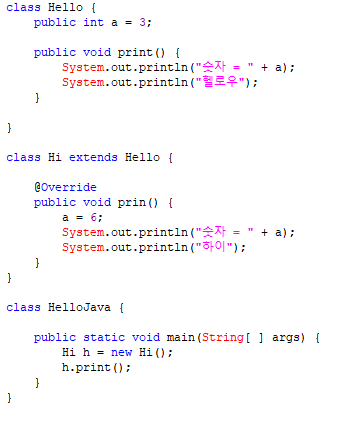 class Hello {
public int a = 3;
public void print() {
System.out.println("숫자 = " + a);
System.out.println("헬로우");
}
}
class Hi extends Hello {
@Override
public void prin() {
a = 6;
System.out.println("숫자 = " + a);
System.out.println("하이");
}
}
class HelloJava {
public static void main(String[ ] args) {
Hi h = new Hi();
h.print();
}
}